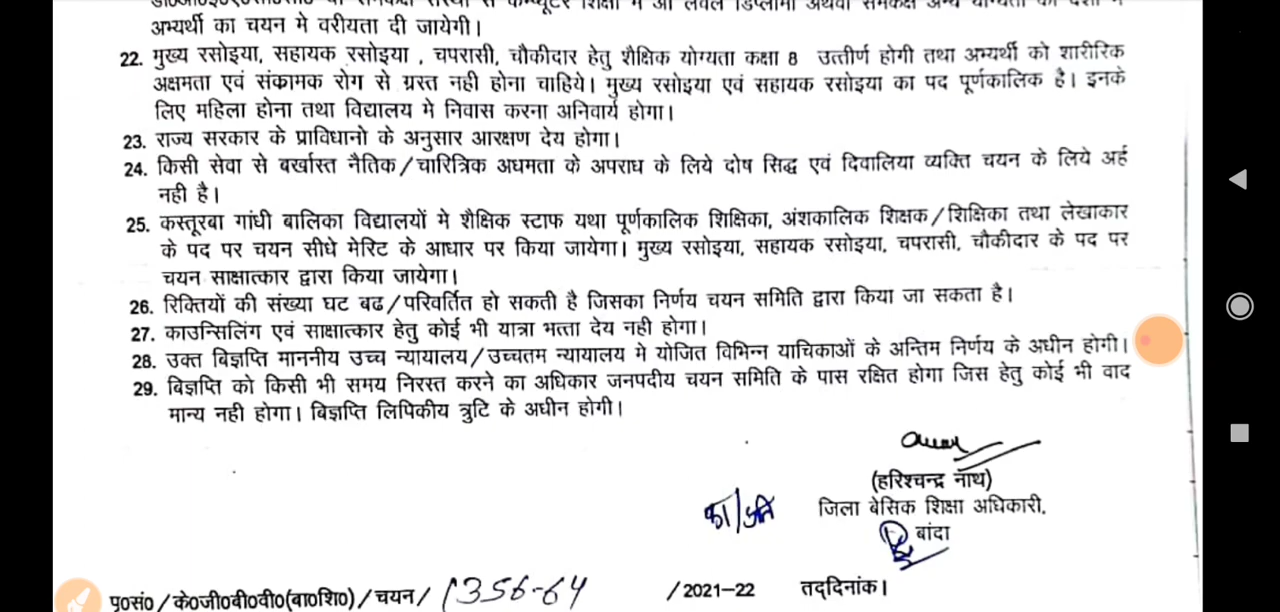 अभ्यर्थी का चयन मे वरीयता दी जायेगी।
22. मुख्य रसोइया, सहायक रसोइया , चपरासी, चौकीदार हेतु शैक्षिक योग्यता कक्षा 8 उत्तीर्ण होगी तथा अभ्यर्थी को शारीरिक
अक्षमता एवं संकामक रोग से ग्रस्त नही होना चाहिये। मुख्य रसोइया एवं सहायक रसोइया का पद पूर्णकालिक है। इनके
लिए महिला होना तथा विद्यालय मे निवास करना अनिवार्य होगा।
23. राज्य सरकार के प्राविधानो के अनुसार आरक्षण देय होगा।
24. किसी सेवा से बर्खास्त नैतिक/चारित्रिक अधमता के अपराध के लिये दोष सिद्ध एवं दिवालिया व्यक्ति चयन के लिये अर्ह
नही है।
25. कस्तूरबा गांधी बालिका विद्यालयों मे शैक्षिक स्टाफ यथा पूर्णकालिक शिक्षिका, अंशकालिक शिक्षक/शिक्षिका तथा लेखाकार
के पद पर चयन सीधे मेरिट के आधार पर किया जायेगा। मुख्य रसोइया, सहायक रसोइया, चपरासी, चौकीदार के पद पर
चयन साक्षात्कार द्वारा किया जायेगा।
26. रिक्तियों की संख्या घट बढ/परिवर्तित हो सकती है जिसका निर्णय चयन समिति द्वारा किया जा सकता है।
27. काउन्सिलिंग एवं साक्षात्कार हेतु कोई भी यात्रा भत्ता देय नही होगा।
28. उक्त बिज्ञप्ति माननीय उच्च न्यायालय/उच्चतम न्यायालय मे योजित विभिन्न याचिकाओं के अन्तिम निर्णय के अधीन होगी।
29. बिज्ञप्ति को किसी भी समय निरस्त करने का अधिकार जनपदीय चयन समिति के पास रक्षित होगा जिस हेतु कोई भी वाद
मान्य नही होगा। बिज्ञप्ति लिपिकीय त्रुटि के अधीन होगी।
(हरिश्चन्द्र नाथ)
जिला बेसिक शिक्षा अधिकारी,
बांदा
पृ0सं0/के0जी0बी0वी0(बा0शि0)/चयन/ 1356-64 /2021-22 तद्दिनांक।